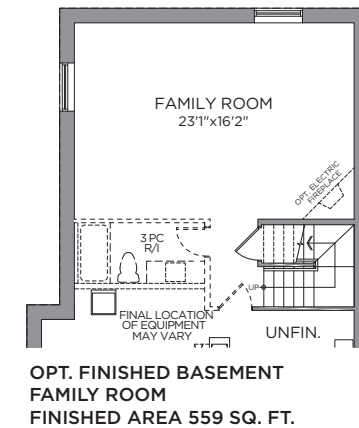 FAMILY ROOM
23'1"x16'2"
OPT. ELECTRIC
FIREPLACE
3 PC
R/I
UP
FINAL LOCATION
OF EQUIPMENT
MAY VARY
UNFIN.
OPT. FINISHED BASEMENT
FAMILY ROOM
FINISHED AREA 559 SQ. FT.